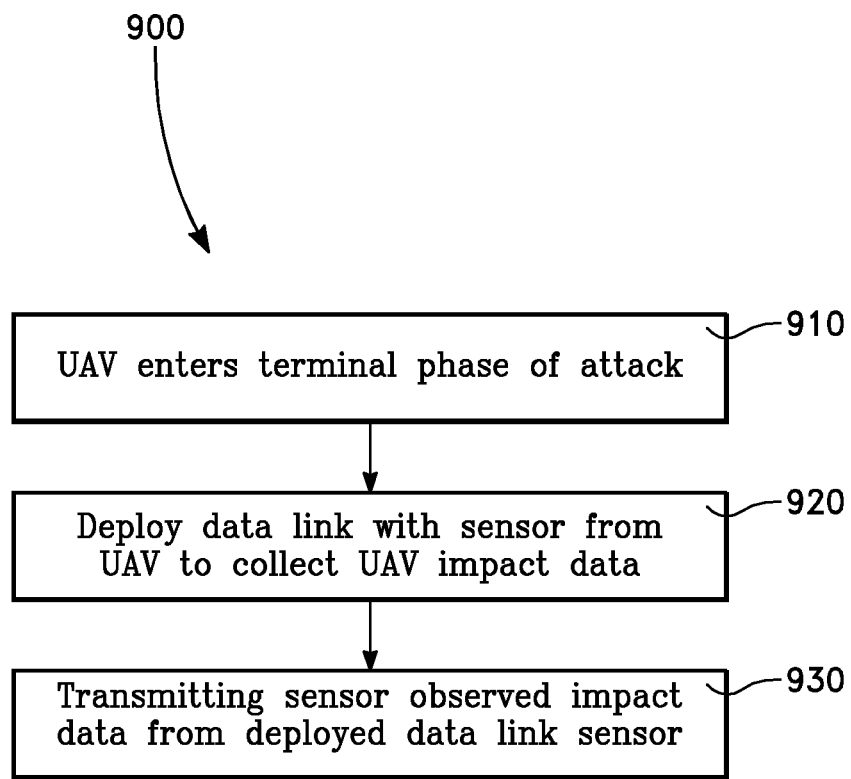 900
UAV enters terminal phase of attack
910
Deploy data link with sensor from
UAV to collect UAV impact data
920
Transmitting sensor observed impact
data from deployed data link sensor
930